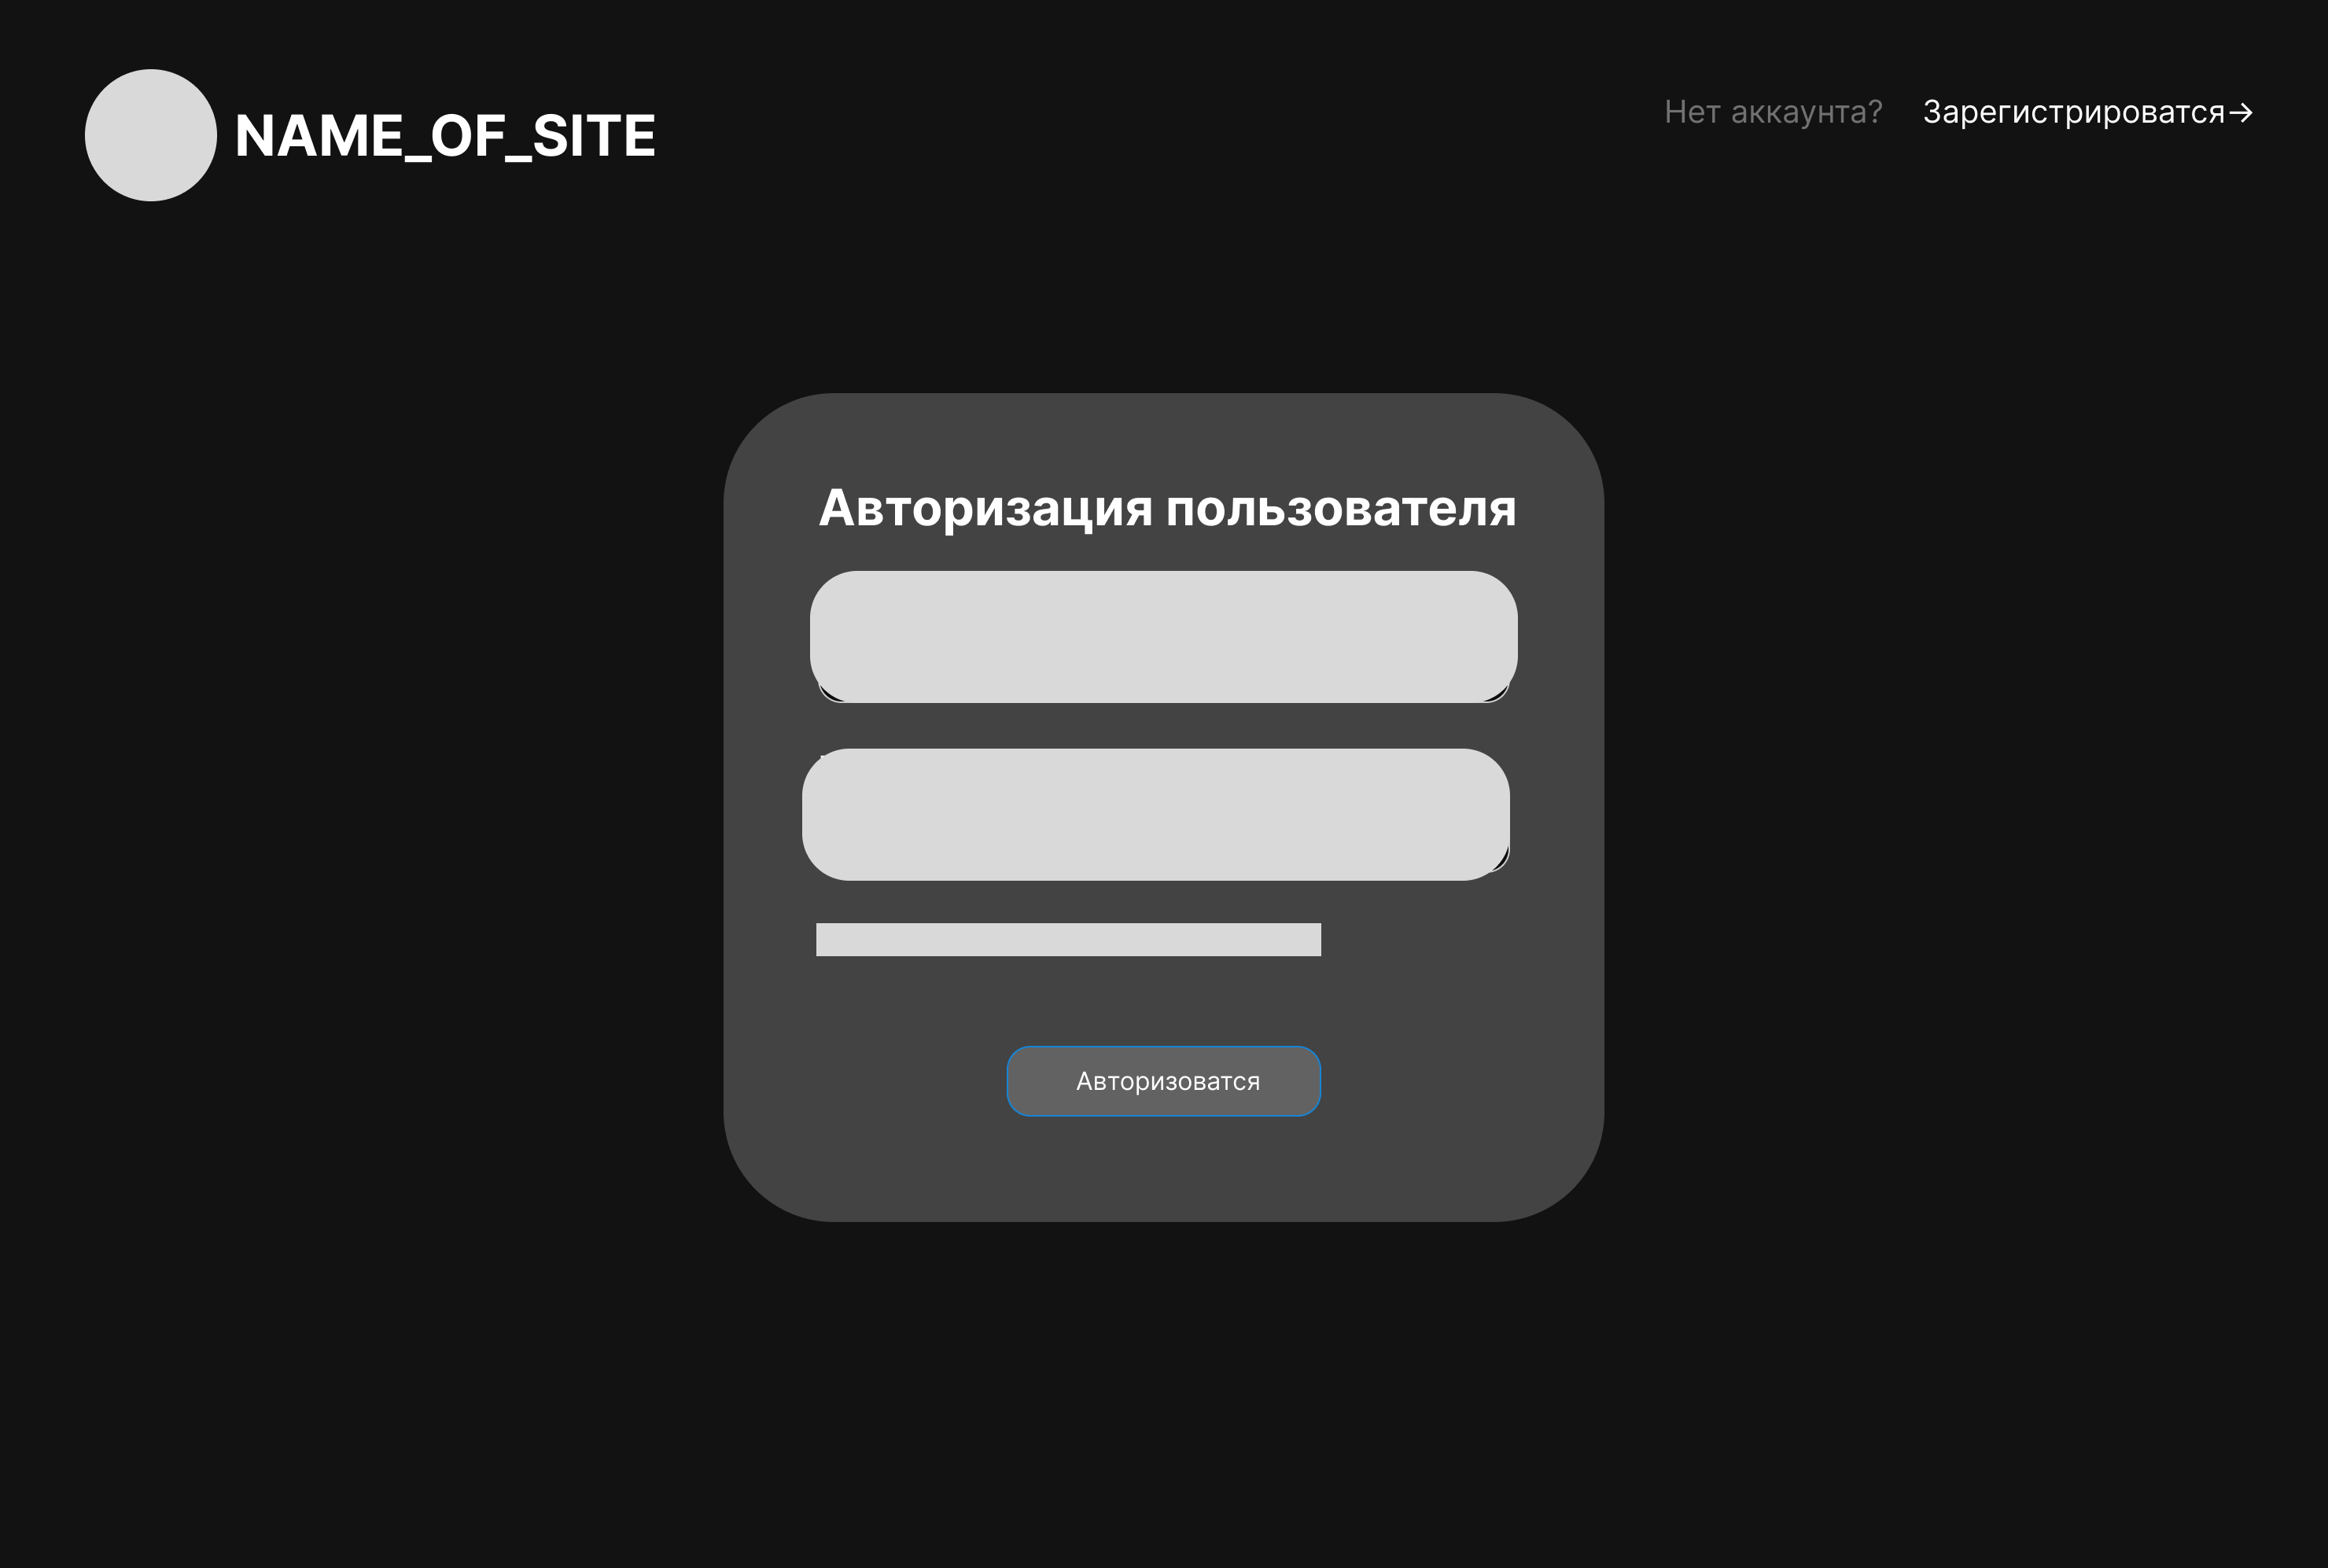 NAME_OF_SITE
Нет аккаунта? Зарегистрироватся→
Авторизация пользователя
Авторизоватся